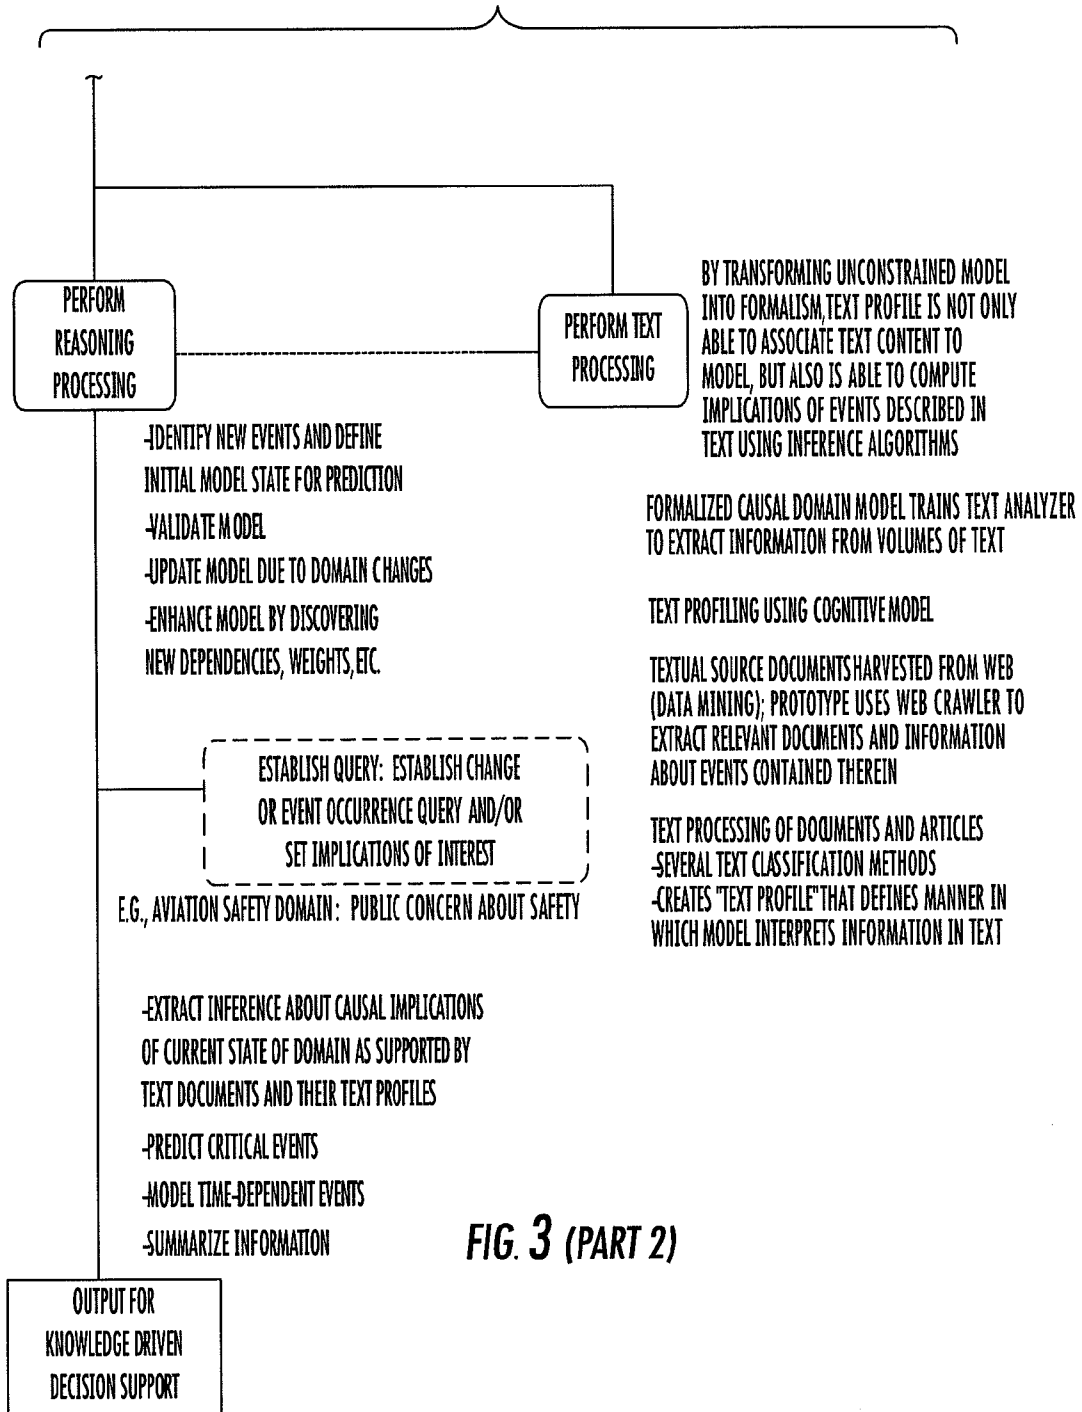 PERFORM
REASONING
PROCESSING
PERFORM TEXT
PROCESSING
BY TRANSFORMING UNCONSTRAINED MODEL
INTO FORMALISM, TEXT PROFILE IS NOT ONLY
ABLE TO ASSOCIATE TEXT CONTENT TO
MODEL, BUT ALSO IS ABLE TO COMPUTE
IMPLICATIONS OF EVENTS DESCRIBED IN
TEXT USING INFERENCE ALGORITHMS
-IDENTIFY NEW EVENTS AND DEFINE
INITIAL MODEL STATE FOR PREDICTION
-VALIDATE MODEL
-UPDATE MODEL DUE TO DOMAIN CHANGES
-ENHANCE MODEL BY DISCOVERING
NEW DEPENDENCIES, WEIGHTS, ETC.
FORMALIZED CAUSAL DOMAIN MODEL TRAINS TEXT ANALYZER
TO EXTRACT INFORMATION FROM VOLUMES OF TEXT
TEXT PROFILING USING COGNITIVE MODEL
TEXTUAL SOURCE DOCUMENTS HARVESTED FROM WEB
(DATA MINING); PROTOTYPE USES WEB CRAWLER TO
EXTRACT RELEVANT DOCUMENTS AND INFORMATION
ABOUT EVENTS CONTAINED THEREIN
TEXT PROCESSING OF DOCUMENTS AND ARTICLES
-SEVERAL TEXT CLASSIFICATION METHODS
-CREATES "TEXT PROFILE" THAT DEFINES MANNER IN
WHICH MODEL INTERPRETS INFORMATION IN TEXT
ESTABLISH QUERY: ESTABLISH CHANGE
OR EVENT OCCURRENCE QUERY AND/OR
SET IMPLICATIONS OF INTEREST
E.G., AVIATION SAFETY DOMAIN: PUBLIC CONCERN ABOUT SAFETY
-EXTRACT INFERENCE ABOUT CAUSAL IMPLICATIONS
OF CURRENT STATE OF DOMAIN AS SUPPORTED BY
TEXT DOCUMENTS AND THEIR TEXT PROFILES
-PREDICT CRITICAL EVENTS
-MODEL TIME-DEPENDENT EVENTS
-SUMMARIZE INFORMATION
FIG. 3 (PART 2)
OUTPUT FOR
KNOWLEDGE DRIVEN
DECISION SUPPORT